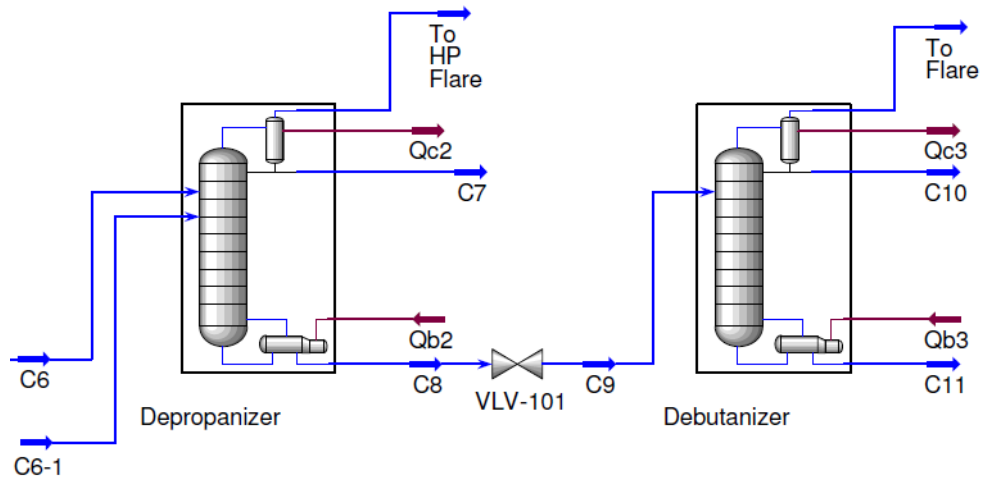 To
HP
Flare
To
Flare
Qc2
Qc3
C7
C10
Qb2
Qb3
C6
C8
VLV-101
C9
C11
Depropanizer
Debutanizer
C6-1